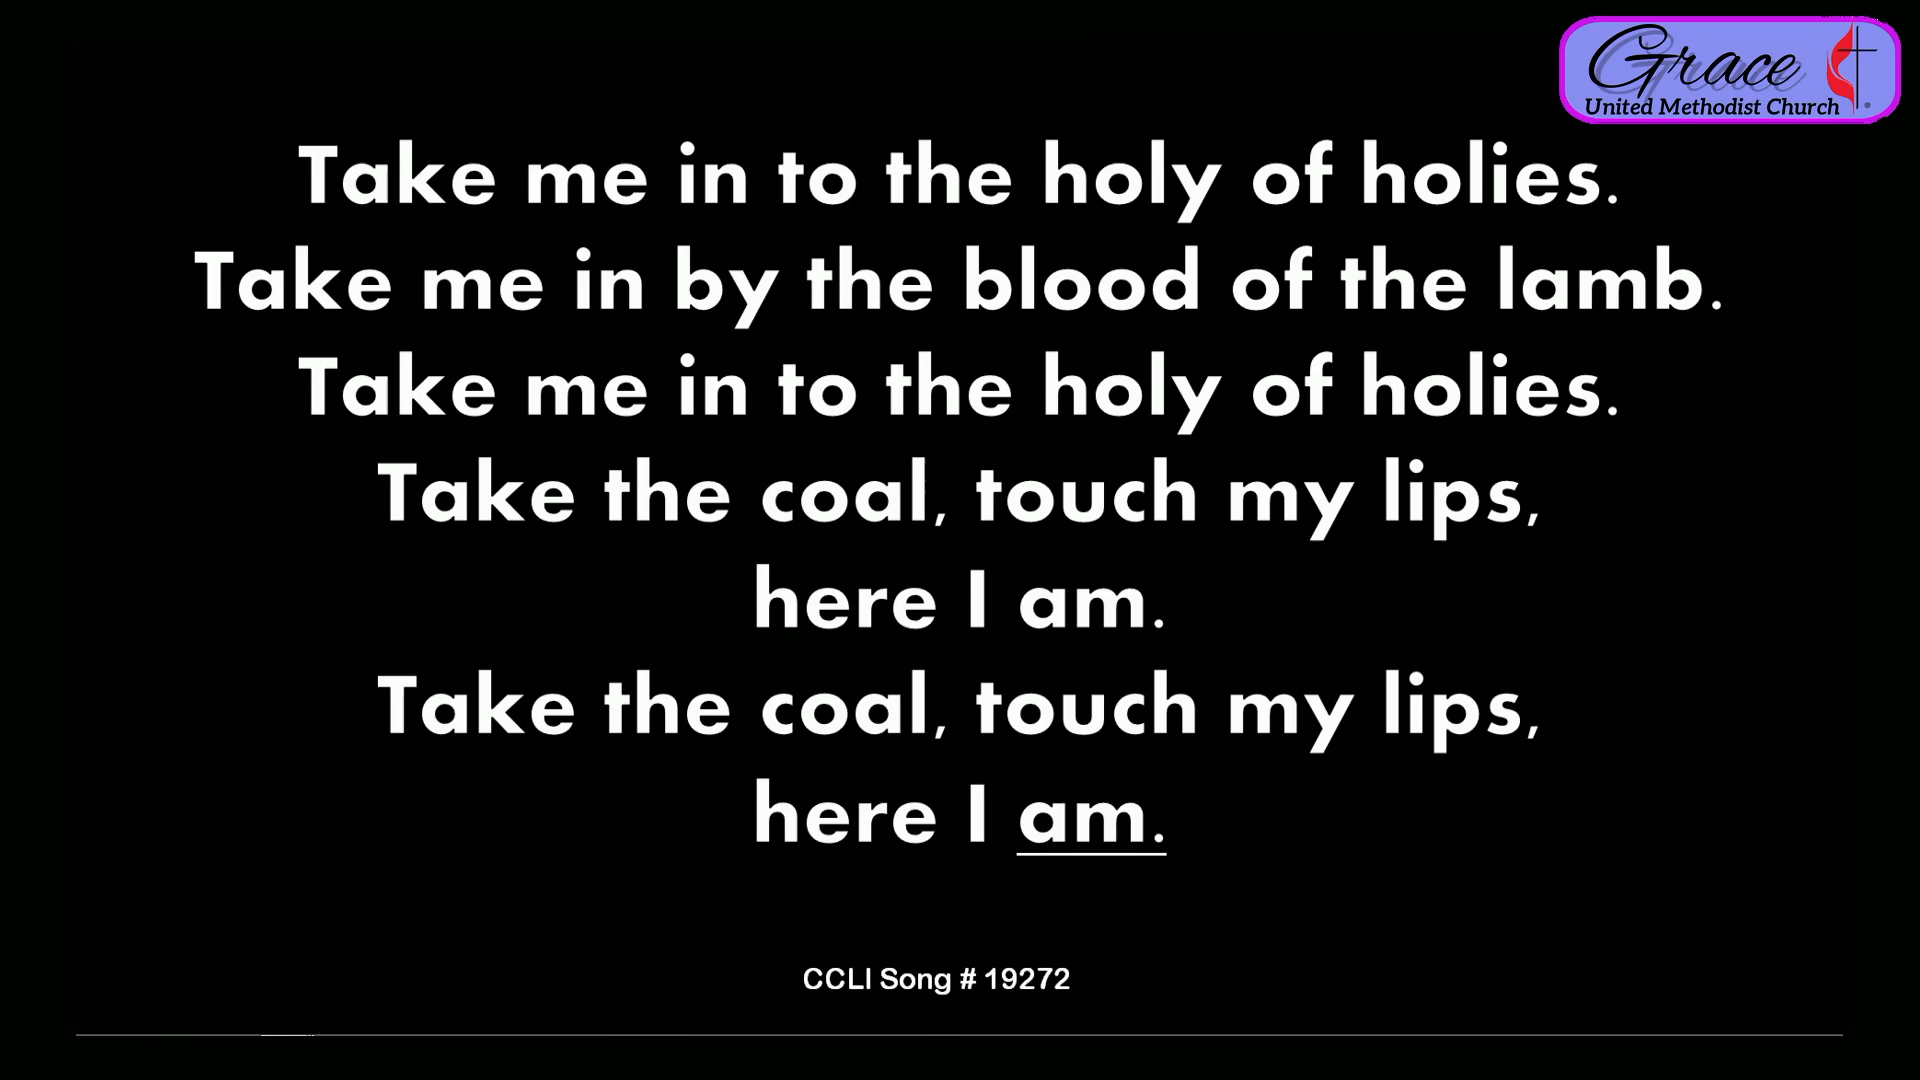 Grace
United Methodist Church
®
Take me in to the holy of holies.
Take me in by the blood of the lamb.
Take me in to the holy of holies.
Take the coal, touch my lips,
here I am.
Take the coal, touch my lips,
here I am.
CCLI Song # 19272